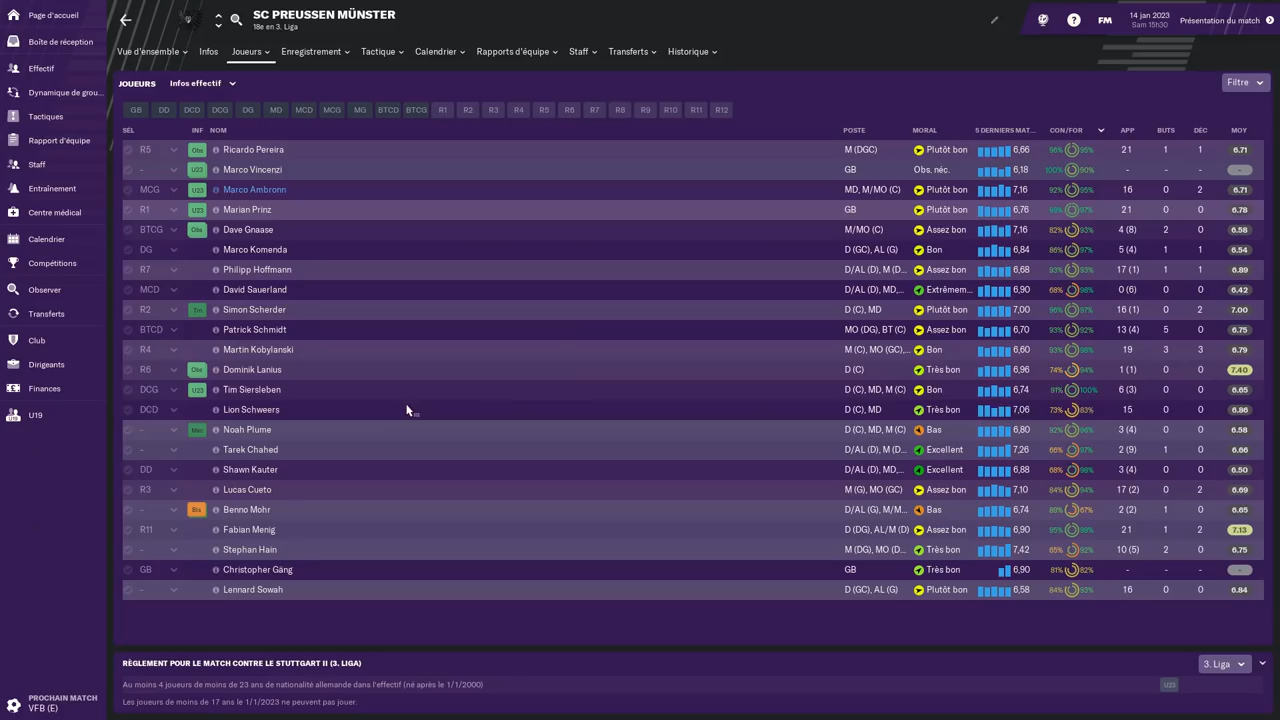 SC PREUSSEN MÜNSTER
18e en 3. Liga
FM
14 jan 2023
Sam 15h30
Présentation du match
Page d'accueil
Boîte de réception
Effectif
Dynamique de grou...
Tactiques
Rapport d'équipe
Staff
Entraînement
Centre médical
Calendrier
Compétitions
Observer
Transferts
Club
Dirigeants
Finances
U19
PROCHAIN MATCH
VFB (E)
Vue d'ensemble Infos Joueurs Enregistrement Tactique Calendrier Rapports d'équipe Staff Transferts Historique
JOUEURS Infos effectif Filtre
GB DD DCD DCG DG MD MCD MCG MG BTCD BTCG R1 R2 R3 R4 R5 R6 R7 R8 R9 R10 R11 R12
SÉL INF NOM POSTE MORAL 5 DERNIERS MAT... CON/FOR APP BUTS DÉC MOY
R5 Obs Ricardo Pereira M (DGC) Plutôt bon 6,66 96% 95% 21 1 1 6.71
- U23 Marco Vincenzi GB Obs. néc. 6,18 100% 90% - - - -
MCG U23 Marco Ambronn MD, M/MO (C) Plutôt bon 7,16 92% 95% 16 0 2 6.71
R1 U23 Marian Prinz GB Plutôt bon 6,76 97% 21 0 0 6.78
BTCG Obs Dave Gnaase M/MO (C) Assez bon 7,16 82% 93% 4 (8) 2 0 6.58
DG Marco Komenda D (GC), AL (G) Bon 6,84 86% 97% 5 (4) 1 1 6.54
R7 Philipp Hoffmann D/AL (D), M (D... Assez bon 6,68 93% 93% 17 (1) 1 1 6.89
MCD David Sauerland D/AL (D), MD,... Extrêmem... 6,90 68% 98% 0 (6) 0 0 6.42
R2 Trn Simon Scherder D (C), MD Plutôt bon 7,00 96% 97% 16 (1) 0 2 7.00
BTCD Patrick Schmidt MO (DG), BT (C) Assez bon 6,70 93% 92% 13 (4) 5 0 6.75
R4 Martin Kobylanski M (C), MO (GC),... Bon 6,60 93% 98% 19 3 3 6.79
R6 Obs Dominik Lanius D (C) Très bon 6,96 74% 94% 1 (1) 0 0 7.40
DCG U23 Tim Siersleben D (C), MD, M (C) Bon 6,74 91% 100% 6 (3) 0 0 6.65
DCD Lion Schweers D (C), MD Très bon 7,06 73% 83% 15 0 0 6.86
- Mec Noah Plume D (C), MD, M (C) Bas 6,80 92% 96% 3 (4) 0 0 6.58
- Tarek Chahed D/AL (D), M (D... Excellent 7,26 66% 97% 2 (9) 1 0 6.66
DD Shawn Kauter D/AL (D), MD,... Excellent 6,88 68% 98% 3 (4) 0 0 6.50
R3 Lucas Cueto M (G), MO (GC) Assez bon 7,10 84% 94% 17 (2) 0 2 6.69
- Bls Benno Mohr D/AL (G), M/M... Bas 6,74 89% 67% 2 (2) 1 0 6.65
R11 Fabian Menig D (DG), AL/M (D) Assez bon 6,90 95% 99% 21 1 2 7.13
- Stephan Hain M (DG), MO (D... Très bon 7,42 65% 92% 10 (5) 2 0 6.75
GB Christopher Gäng GB Très bon 6,90 81% 82% - 0 0 -
- Lennard Sowah D (GC), AL (G) Plutôt bon 6,58 84% 93% 16 0 0 6.84
RÈGLEMENT POUR LE MATCH CONTRE LE STUTTGART II (3. LIGA) 3. Liga
Au moins 4 joueurs de moins de 23 ans de nationalité allemande dans l'effectif (né après le 1/1/2000) U23
Les joueurs de moins de 17 ans le 1/1/2023 ne peuvent pas jouer.